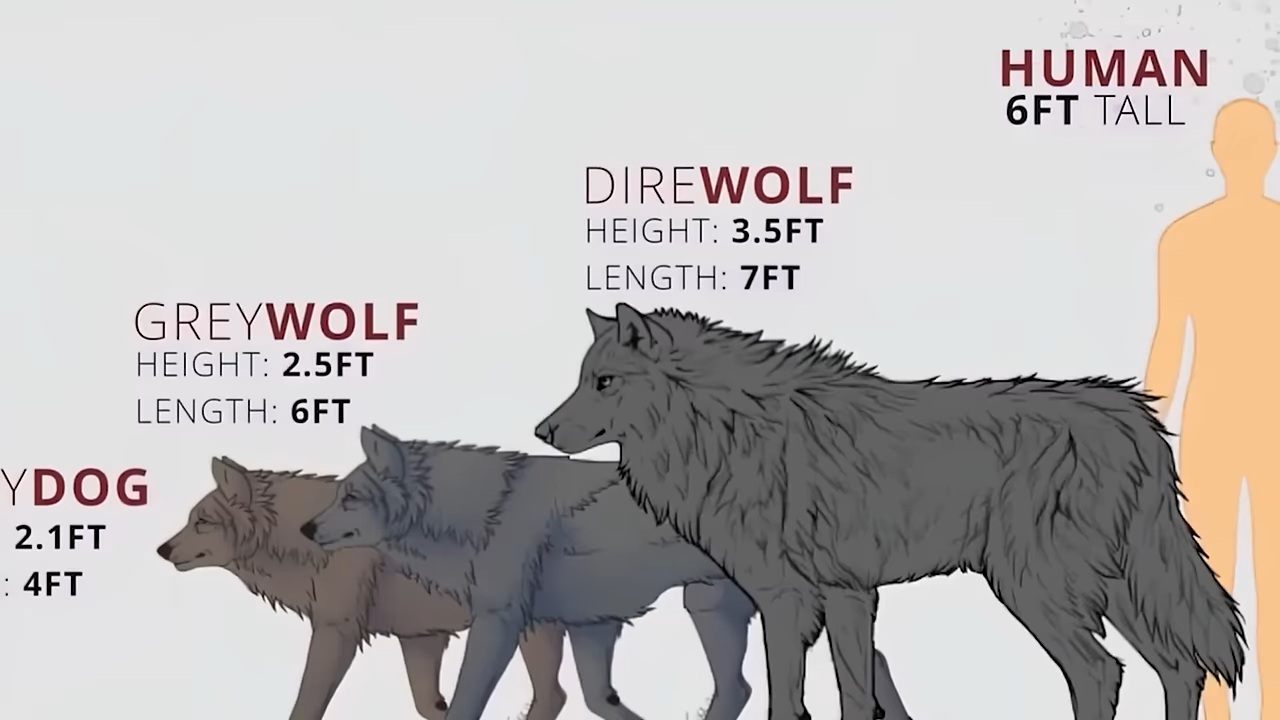 HUMAN
6FT TALL
DIREWOLF
HEIGHT: 3.5FT
LENGTH: 7FT
GREYWOLF
HEIGHT: 2.5FT
LENGTH: 6FT
YDOG
2.1FT
: 4FT